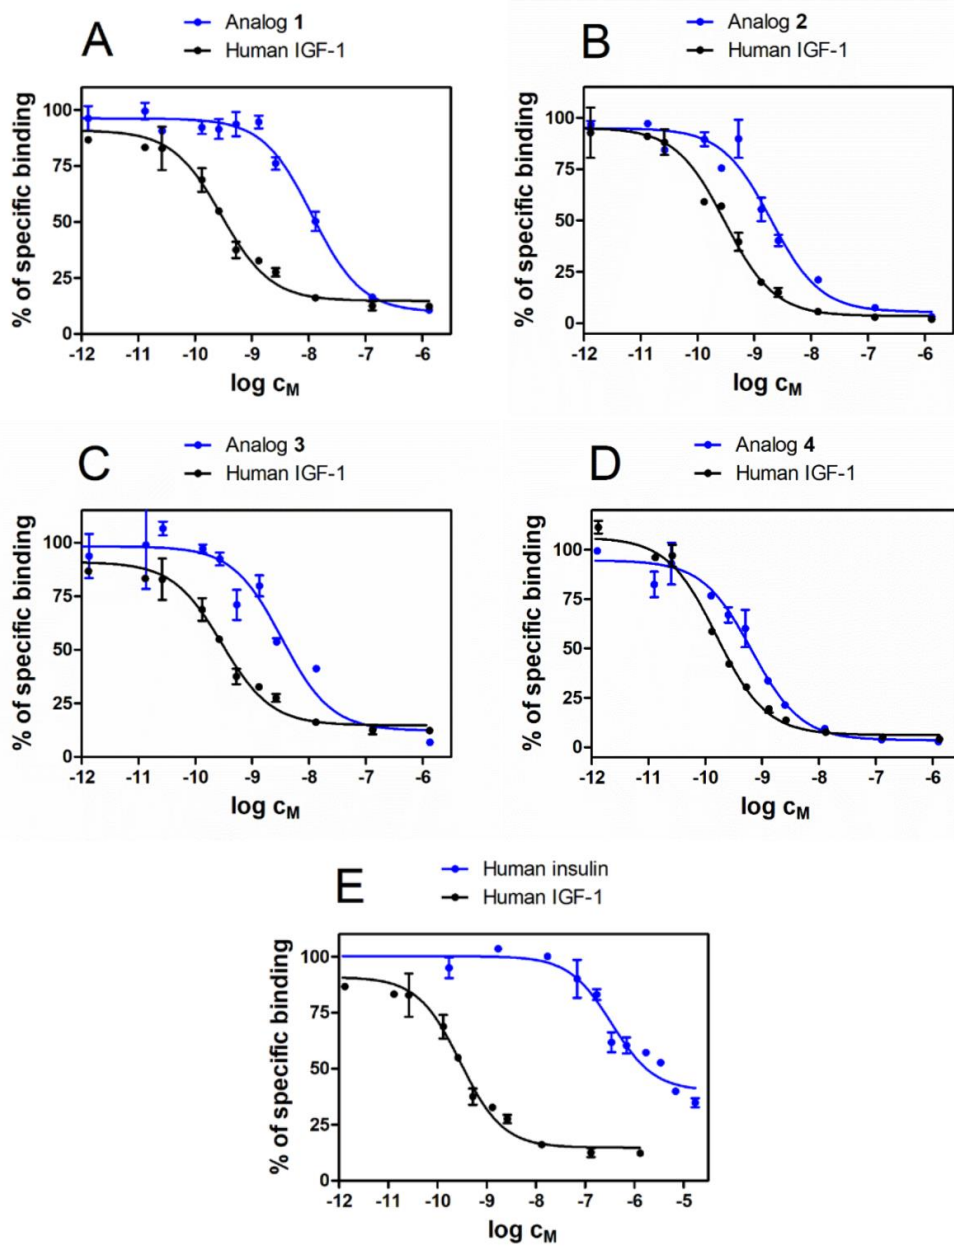 A
Analog 1
Human IGF-1
% of specific binding
100
75
50
25
0
-12 -11 -10 -9 -8 -7 -6
log cM
B
Analog 2
Human IGF-1
% of specific binding
100
75
50
25
0
-12 -11 -10 -9 -8 -7 -6
log cM
C
Analog 3
Human IGF-1
% of specific binding
100
75
50
25
0
-12 -11 -10 -9 -8 -7 -6
log cM
D
Analog 4
Human IGF-1
% of specific binding
100
75
50
25
0
-12 -11 -10 -9 -8 -7 -6
log cM
E
Human insulin
Human IGF-1
% of specific binding
100
75
50
25
0
-12 -11 -10 -9 -8 -7 -6 -5
log cM